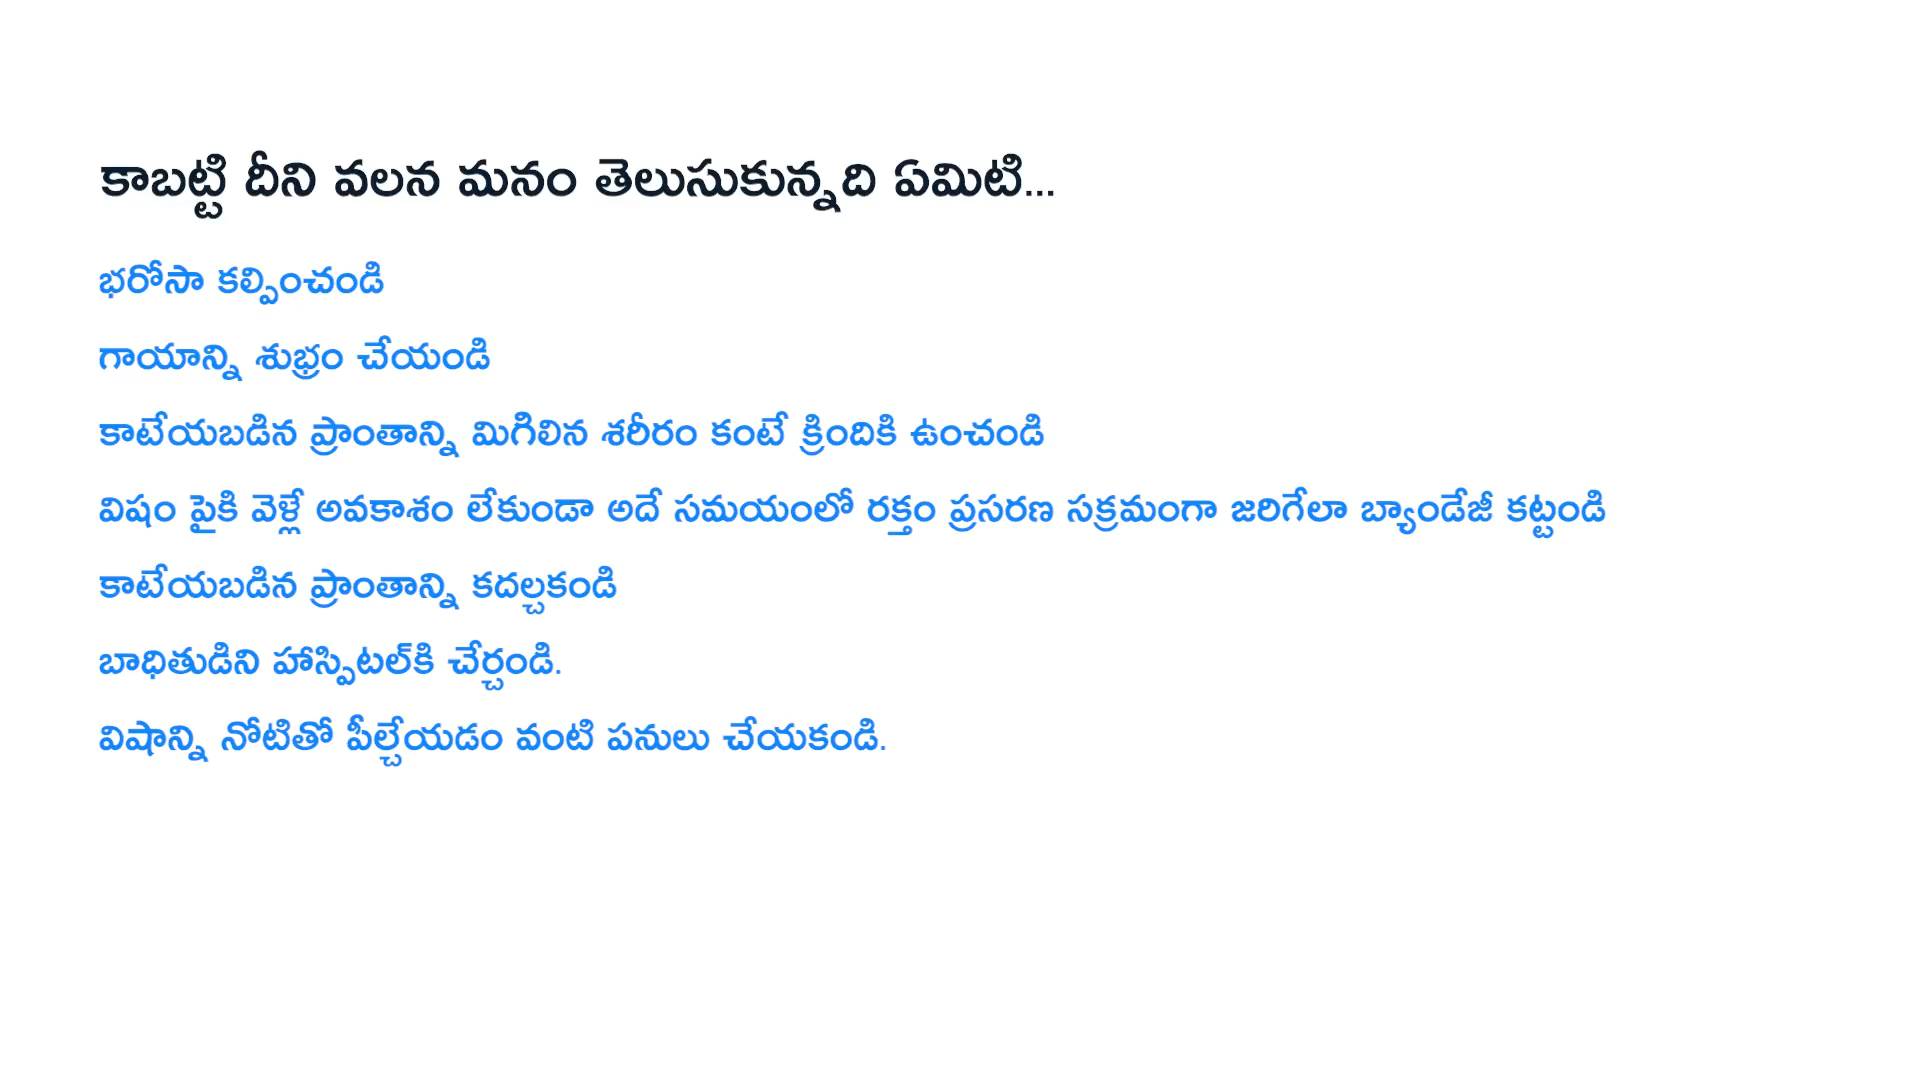 కాబట్టి దీని వలన మనం తెలుసుకున్నది ఏమిటి...
భరోసా కల్పించండి
గాయాన్ని శుభ్రం చేయండి
కాటేయబడిన ప్రాంతాన్ని మిగిలిన శరీరం కంటే క్రిందికి ఉంచండి
విషం పైకి వెళ్లే అవకాశం లేకుండా అదే సమయంలో రక్తం ప్రసరణ సక్రమంగా జరిగేలా బ్యాండేజీ కట్టండి
కాటేయబడిన ప్రాంతాన్ని కదల్చకండి
బాధితుడిని హాస్పిటల్‌కి చేర్చండి.
విషాన్ని నోటితో పీల్చేయడం వంటి పనులు చేయకండి.